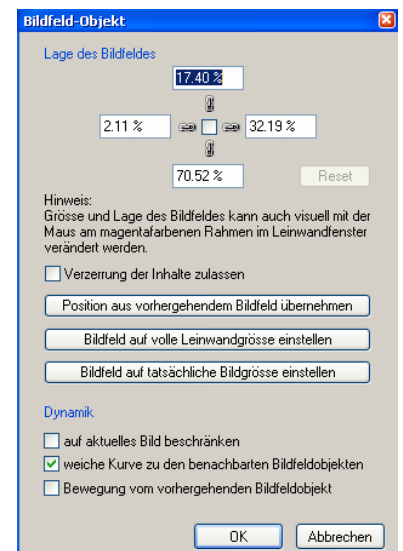 Bildfeld-Objekt
Lage des Bildfeldes
17.40 %
2.11 %
32.19 %
70.52 %
Reset
Hinweis:
Grösse und Lage des Bildfeldes kann auch visuell mit der
Maus am magentafarbenen Rahmen im Leinwandfenster
verändert werden.
Verzerrung der Inhalte zulassen
Position aus vorhergehendem Bildfeld übernehmen
Bildfeld auf volle Leinwandgrösse einstellen
Bildfeld auf tatsächliche Bildgrösse einstellen
Dynamik
auf aktuelles Bild beschränken
weiche Kurve zu den benachbarten Bildfeldobjekten
Bewegung vom vorhergehenden Bildfeldobjekt
OK
Abbrechen